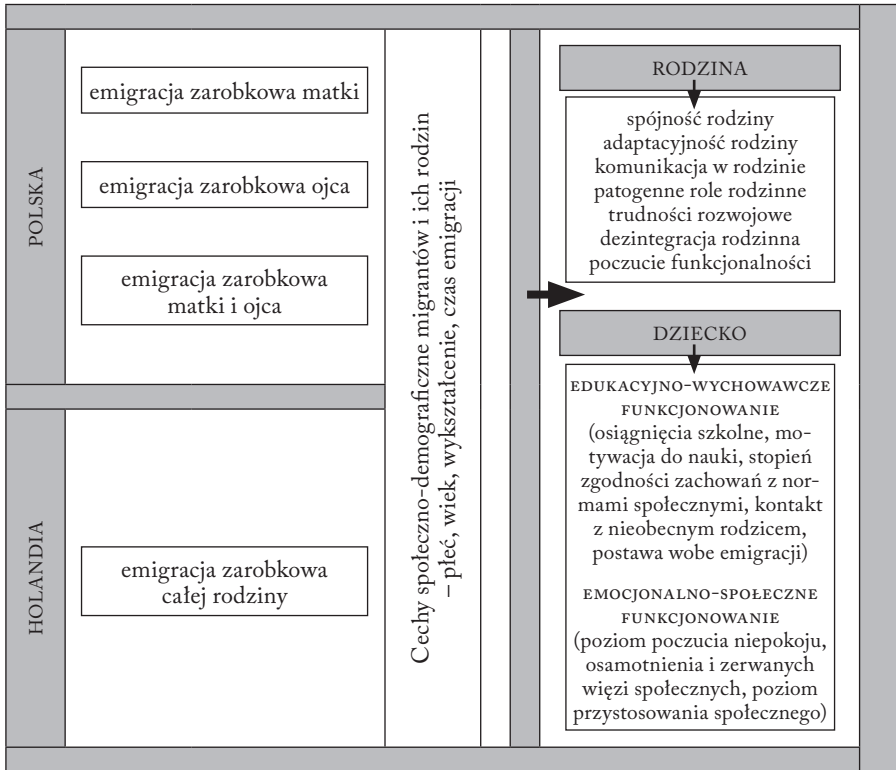 POLSKA
emigracja zarobkowa matki
emigracja zarobkowa ojca
emigracja zarobkowa
matki i ojca
HOLANDIA
emigracja zarobkowa
całej rodziny
Cechy społeczno-demograficzne migrantów i ich rodzin
– płeć, wiek, wykształcenie, czas emigracji
RODZINA
spójność rodziny
adaptacyjność rodziny
komunikacja w rodzinie
patogenne role rodzinne
trudności rozwojowe
dezintegracja rodzinna
poczucie funkcjonalności
DZIECKO
EDUKACYJNO-WYCHOWAWCZE
FUNKCJONOWANIE
(osiągnięcia szkolne, mo-
tywacja do nauki, stopień
zgodności zachowań z nor-
mami społecznymi, kontakt
z nieobecnym rodzicem,
postawa wobe emigracji)
EMOCJONALNO-SPOŁECZNE
FUNKCJONOWANIE
(poziom poczucia niepokoju,
osamotnienia i zerwanych
więzi społecznych, poziom
przystosowania społecznego)